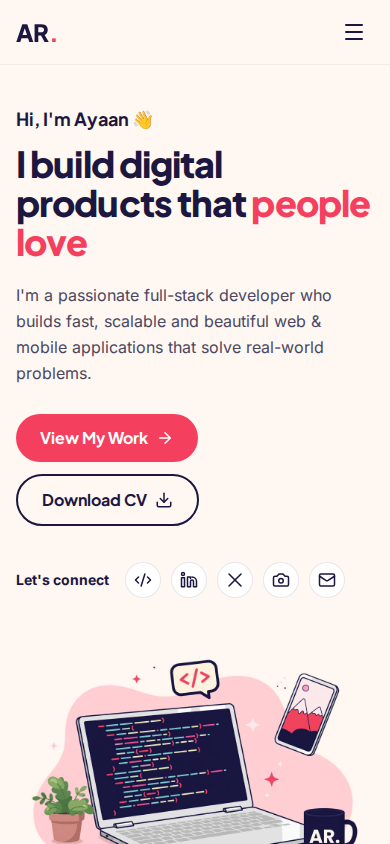 AR.
Hi, I'm Ayaan 👋
I build digital
products that people
love
I'm a passionate full-stack developer who
builds fast, scalable and beautiful web &
mobile applications that solve real-world
problems.
View My Work
Download CV
Let's connect
</>
AR.